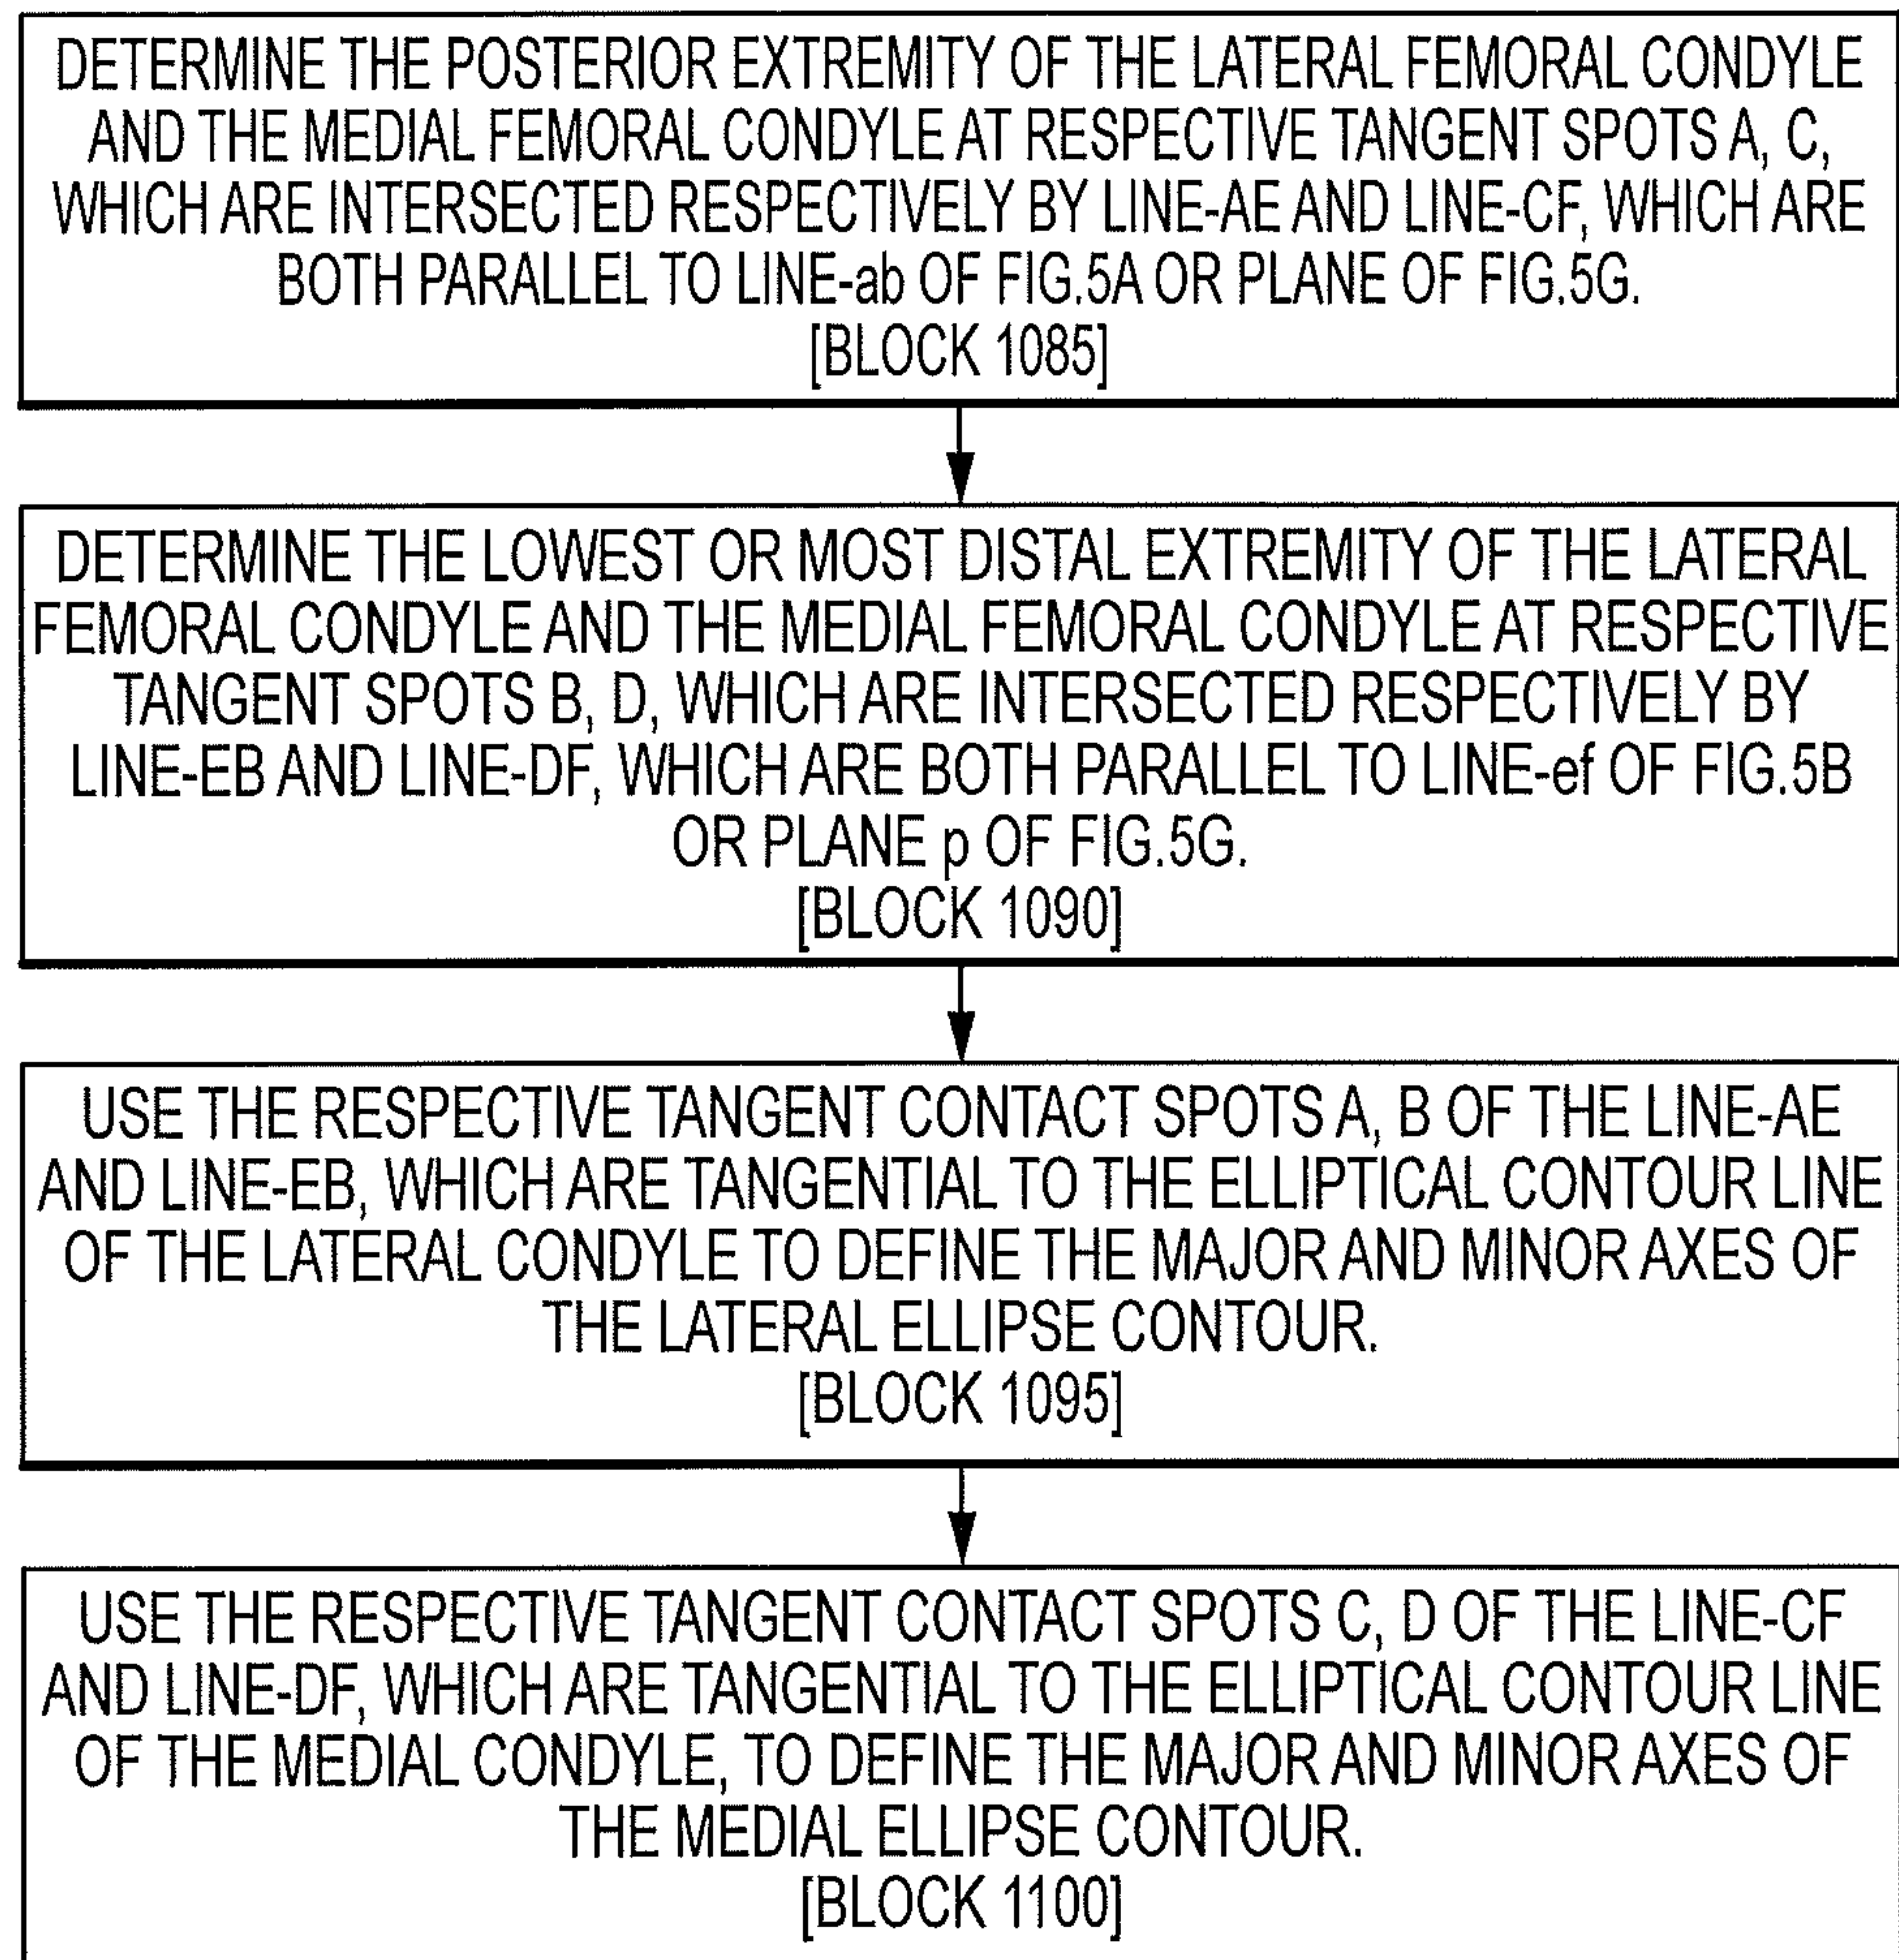 DETERMINE THE POSTERIOR EXTREMITY OF THE LATERAL FEMORAL CONDYLE
AND THE MEDIAL FEMORAL CONDYLE AT RESPECTIVE TANGENT SPOTS A, C,
WHICH ARE INTERSECTED RESPECTIVELY BY LINE-AE AND LINE-CF, WHICH ARE
BOTH PARALLEL TO LINE-ab OF FIG.5A OR PLANE OF FIG.5G.
[BLOCK 1085]
DETERMINE THE LOWEST OR MOST DISTAL EXTREMITY OF THE LATERAL
FEMORAL CONDYLE AND THE MEDIAL FEMORAL CONDYLE AT RESPECTIVE
TANGENT SPOTS B, D, WHICH ARE INTERSECTED RESPECTIVELY BY
LINE-EB AND LINE-DF, WHICH ARE BOTH PARALLEL TO LINE-ef OF FIG.5B
OR PLANE p OF FIG.5G.
[BLOCK 1090]
USE THE RESPECTIVE TANGENT CONTACT SPOTS A, B OF THE LINE-AE
AND LINE-EB, WHICH ARE TANGENTIAL TO THE ELLIPTICAL CONTOUR LINE
OF THE LATERAL CONDYLE TO DEFINE THE MAJOR AND MINOR AXES OF
THE LATERAL ELLIPSE CONTOUR.
[BLOCK 1095]
USE THE RESPECTIVE TANGENT CONTACT SPOTS C, D OF THE LINE-CF
AND LINE-DF, WHICH ARE TANGENTIAL TO THE ELLIPTICAL CONTOUR LINE
OF THE MEDIAL CONDYLE, TO DEFINE THE MAJOR AND MINOR AXES OF
THE MEDIAL ELLIPSE CONTOUR.
[BLOCK 1100]